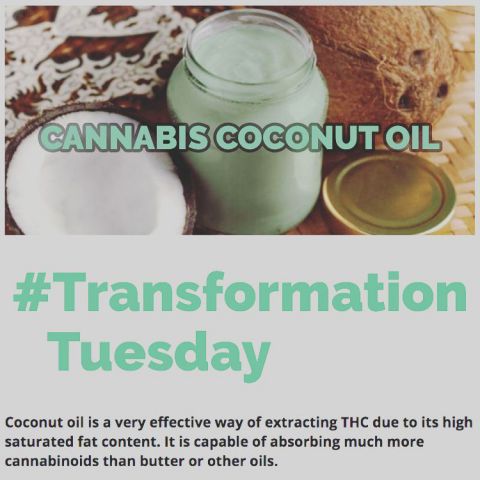 CANNABIS COCONUT OIL
#Transformation
Tuesday
Coconut oil is a very effective way of extracting THC due to its high
saturated fat content. It is capable of absorbing much more
cannabinoids than butter or other oils.